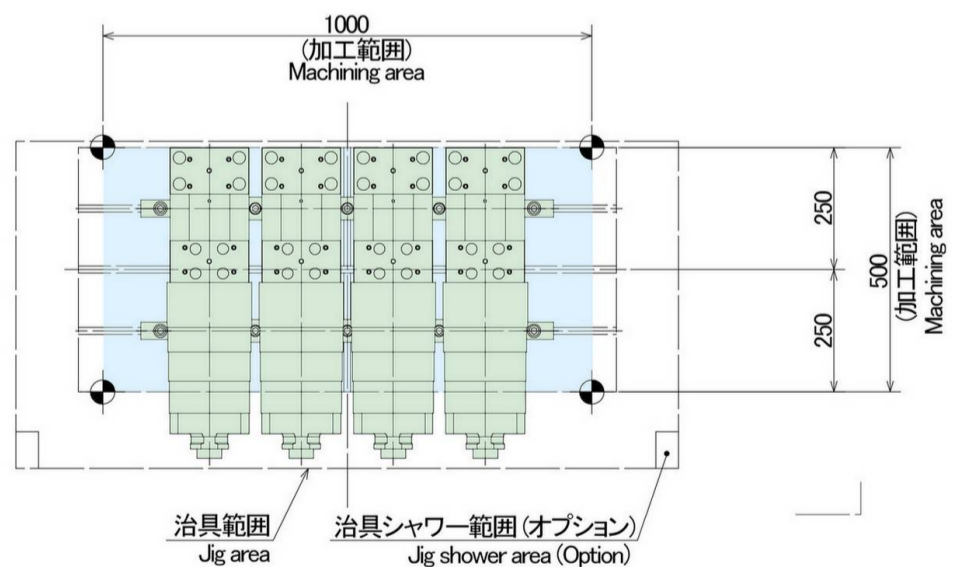 1000
(加工範囲)
Machining area
250
250
500
(加工範囲)
Machining area
治具範囲
Jig area
治具シャワー範囲(オプション)
Jig shower area (Option)